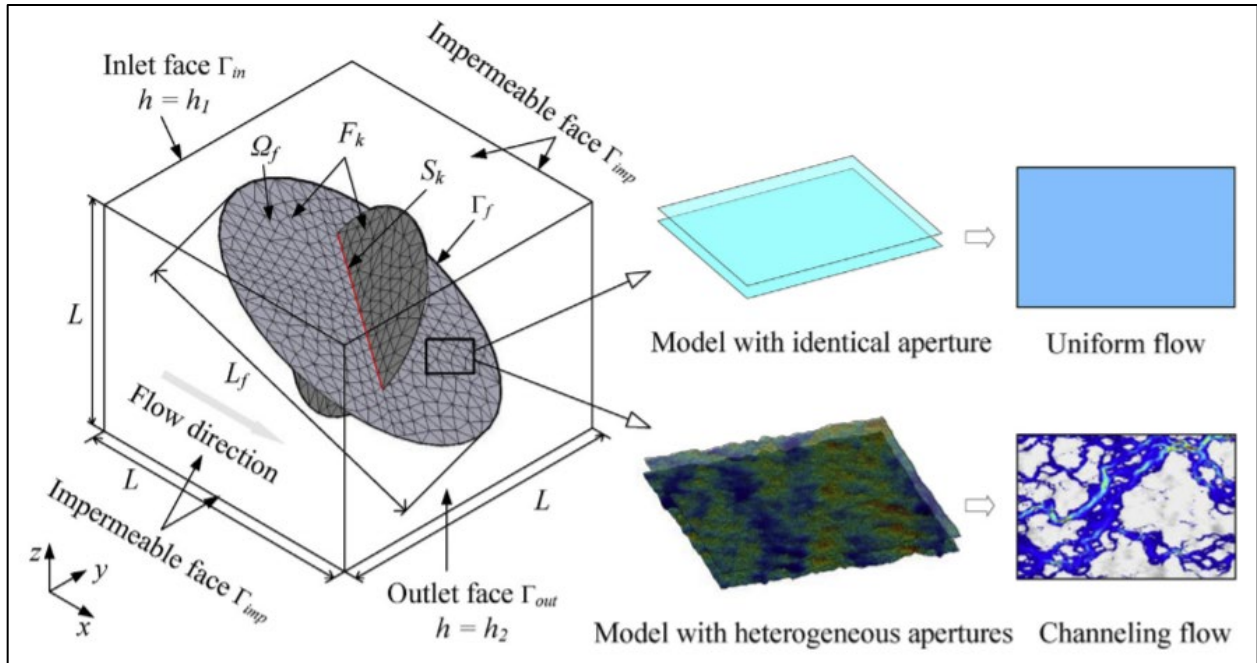 Inlet face Γin
h = h1
Impermeable face Γimp
Ωf
Fk
Sk
Γf
L
Lf
Flow direction
L
L
Impermeable face Γimp
Outlet face Γout
h = h2
z
y
x
Model with identical aperture
Uniform flow
Model with heterogeneous apertures
Channeling flow